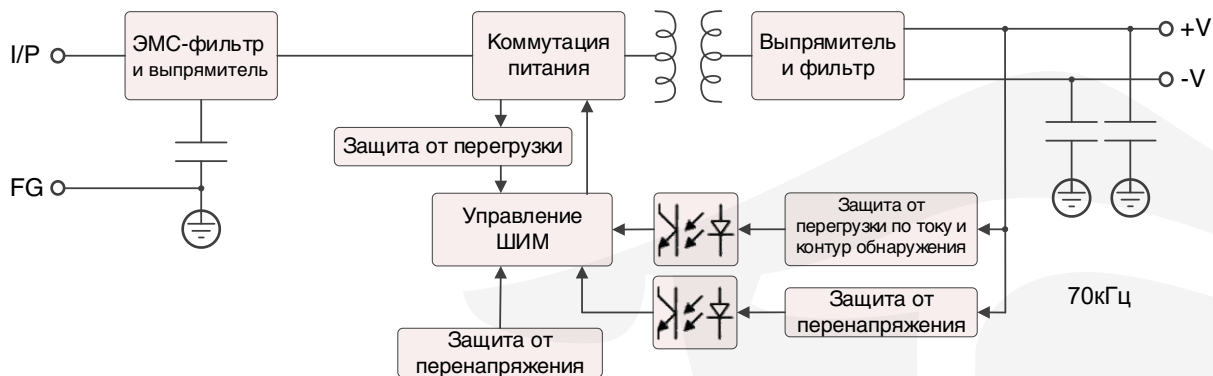 I/P
ЭМС-фильтр
и выпрямитель
Коммутация
питания
Выпрямитель
и фильтр
+V
-V
Защита от перегрузки
FG
Управление
ШИМ
Защита от
перегрузки по току и
контур обнаружения
70кГц
Защита от
перенапряжения
Защита от
перенапряжения